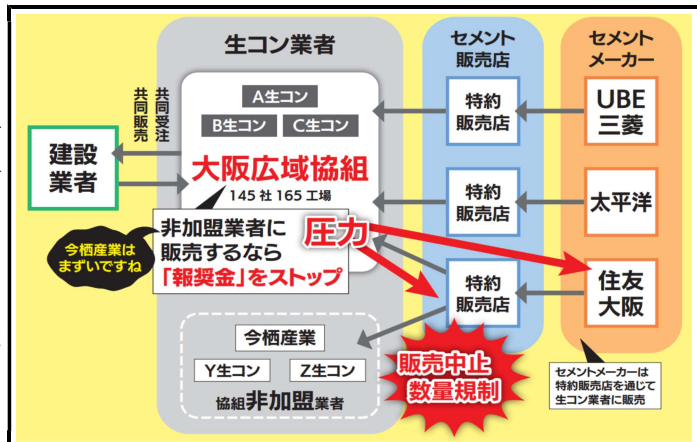 生コン業者
セメント
販売店
セメント
メーカー
A生コン
B生コン
C生コン
大阪広域協組
145社165工場
共同受注
共同販売
建設
業者
特約
販売店
UBE
三菱
特約
販売店
太平洋
特約
販売店
住友
大阪
今栖産業は
まずいですね
非加盟業者に
販売するなら
「報奨金」をストップ
圧力
今栖産業
Y生コン
Z生コン
協組非加盟業者
販売中止
数量規制
セメントメーカーは
特約販売店を通じて
生コン業者に販売